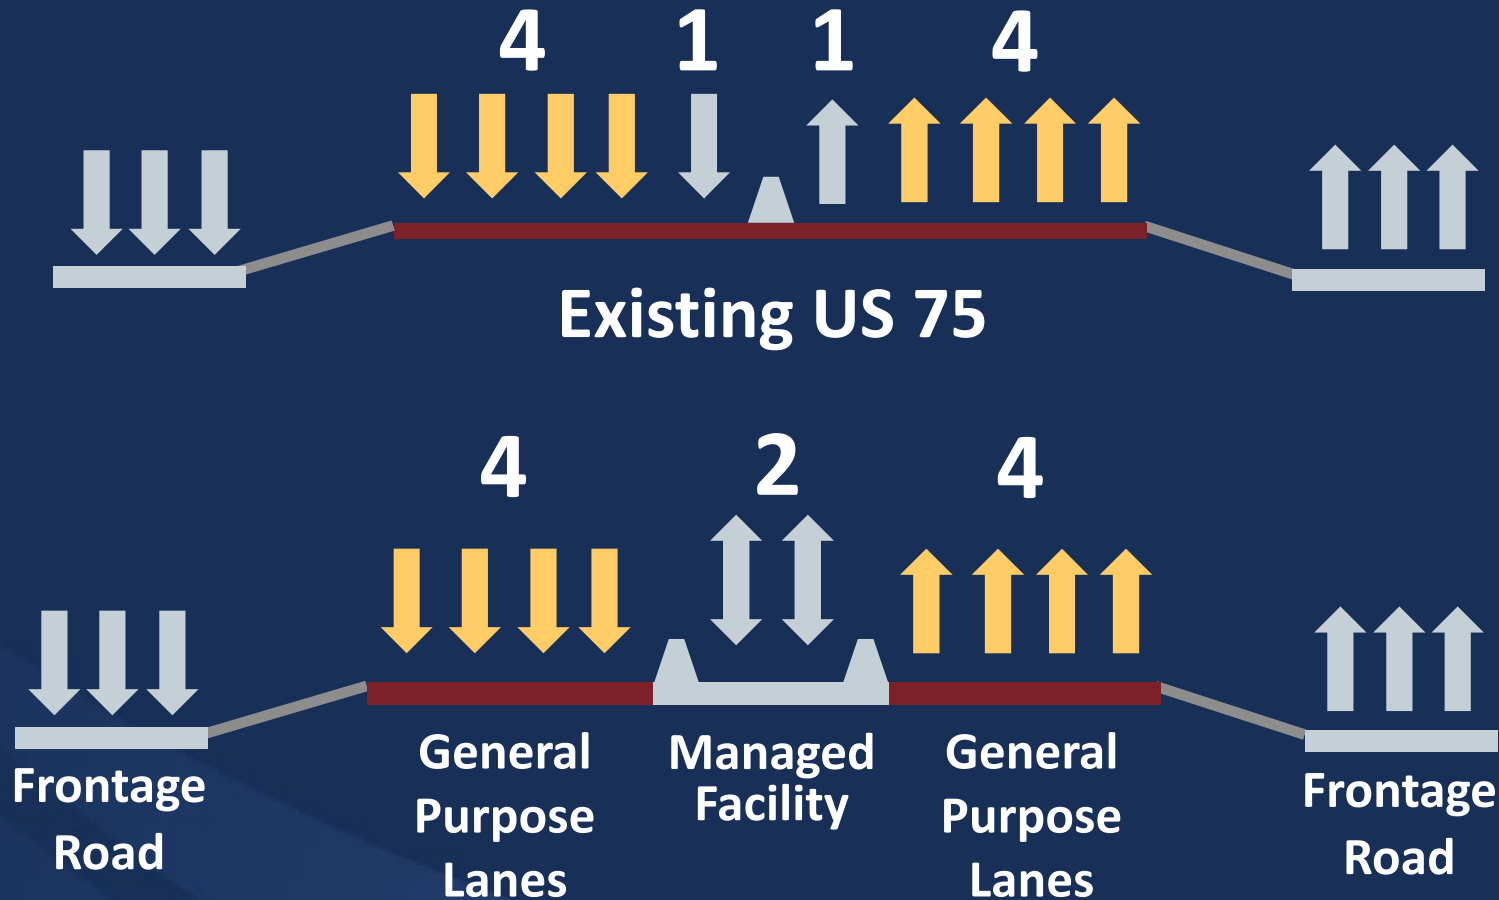 4 1 1 4
Existing US 75
4 2 4
Frontage
Road
General
Purpose
Lanes
Managed
Facility
General
Purpose
Lanes
Frontage
Road